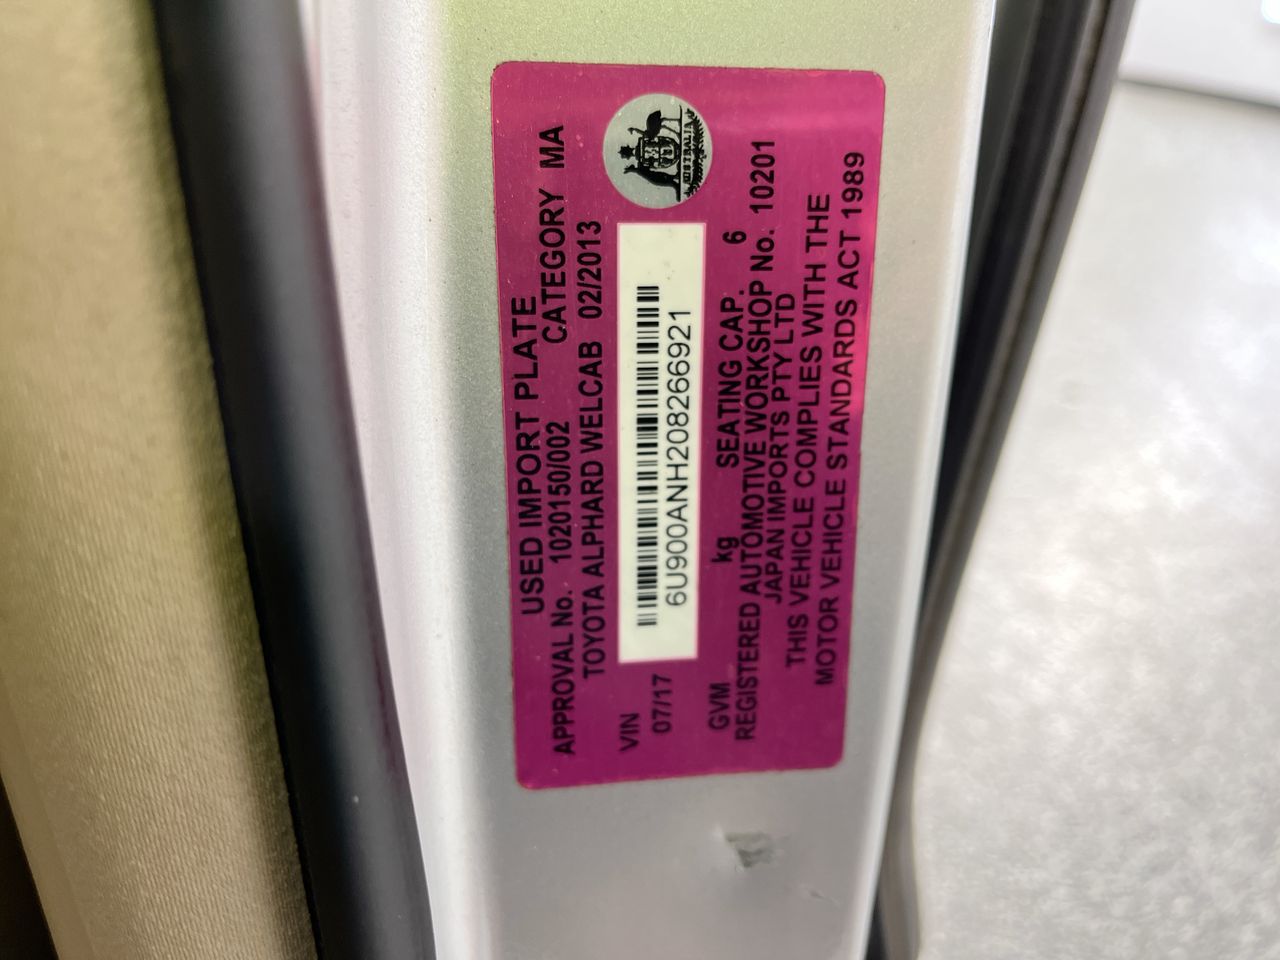 USED IMPORT PLATE
APPROVAL No. 1020150/002 CATEGORY MA
TOYOTA ALPHARD WELCAB 02/2013
AUSTRALIA
VIN
07/17
6U900ANH208266921
GVM kg SEATING CAP. 6
REGISTERED AUTOMOTIVE WORKSHOP No. 10201
JAPAN IMPORTS PTY LTD
THIS VEHICLE COMPLIES WITH THE
MOTOR VEHICLE STANDARDS ACT 1989